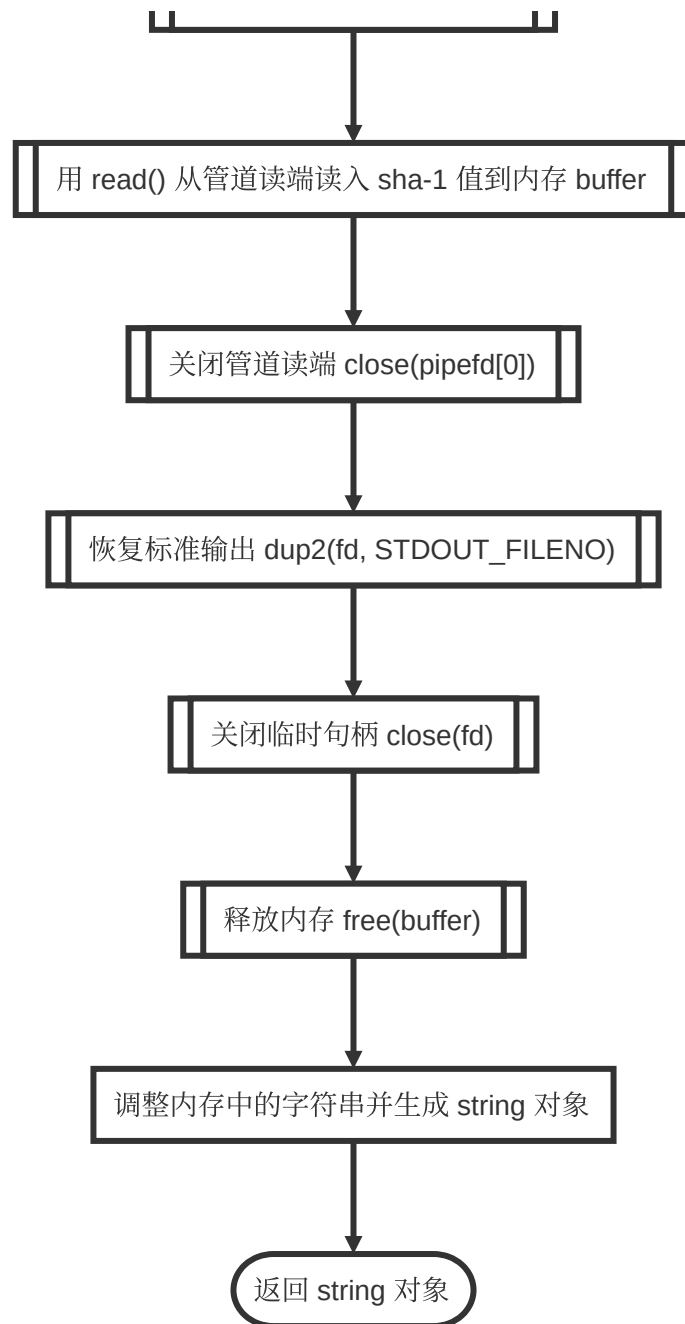 用 read() 从管道读端读入 sha-1 值到内存 buffer
关闭管道读端 close(pipefd[0])
恢复标准输出 dup2(fd, STDOUT_FILENO)
关闭临时句柄 close(fd)
释放内存 free(buffer)
调整内存中的字符串并生成 string 对象
返回 string 对象